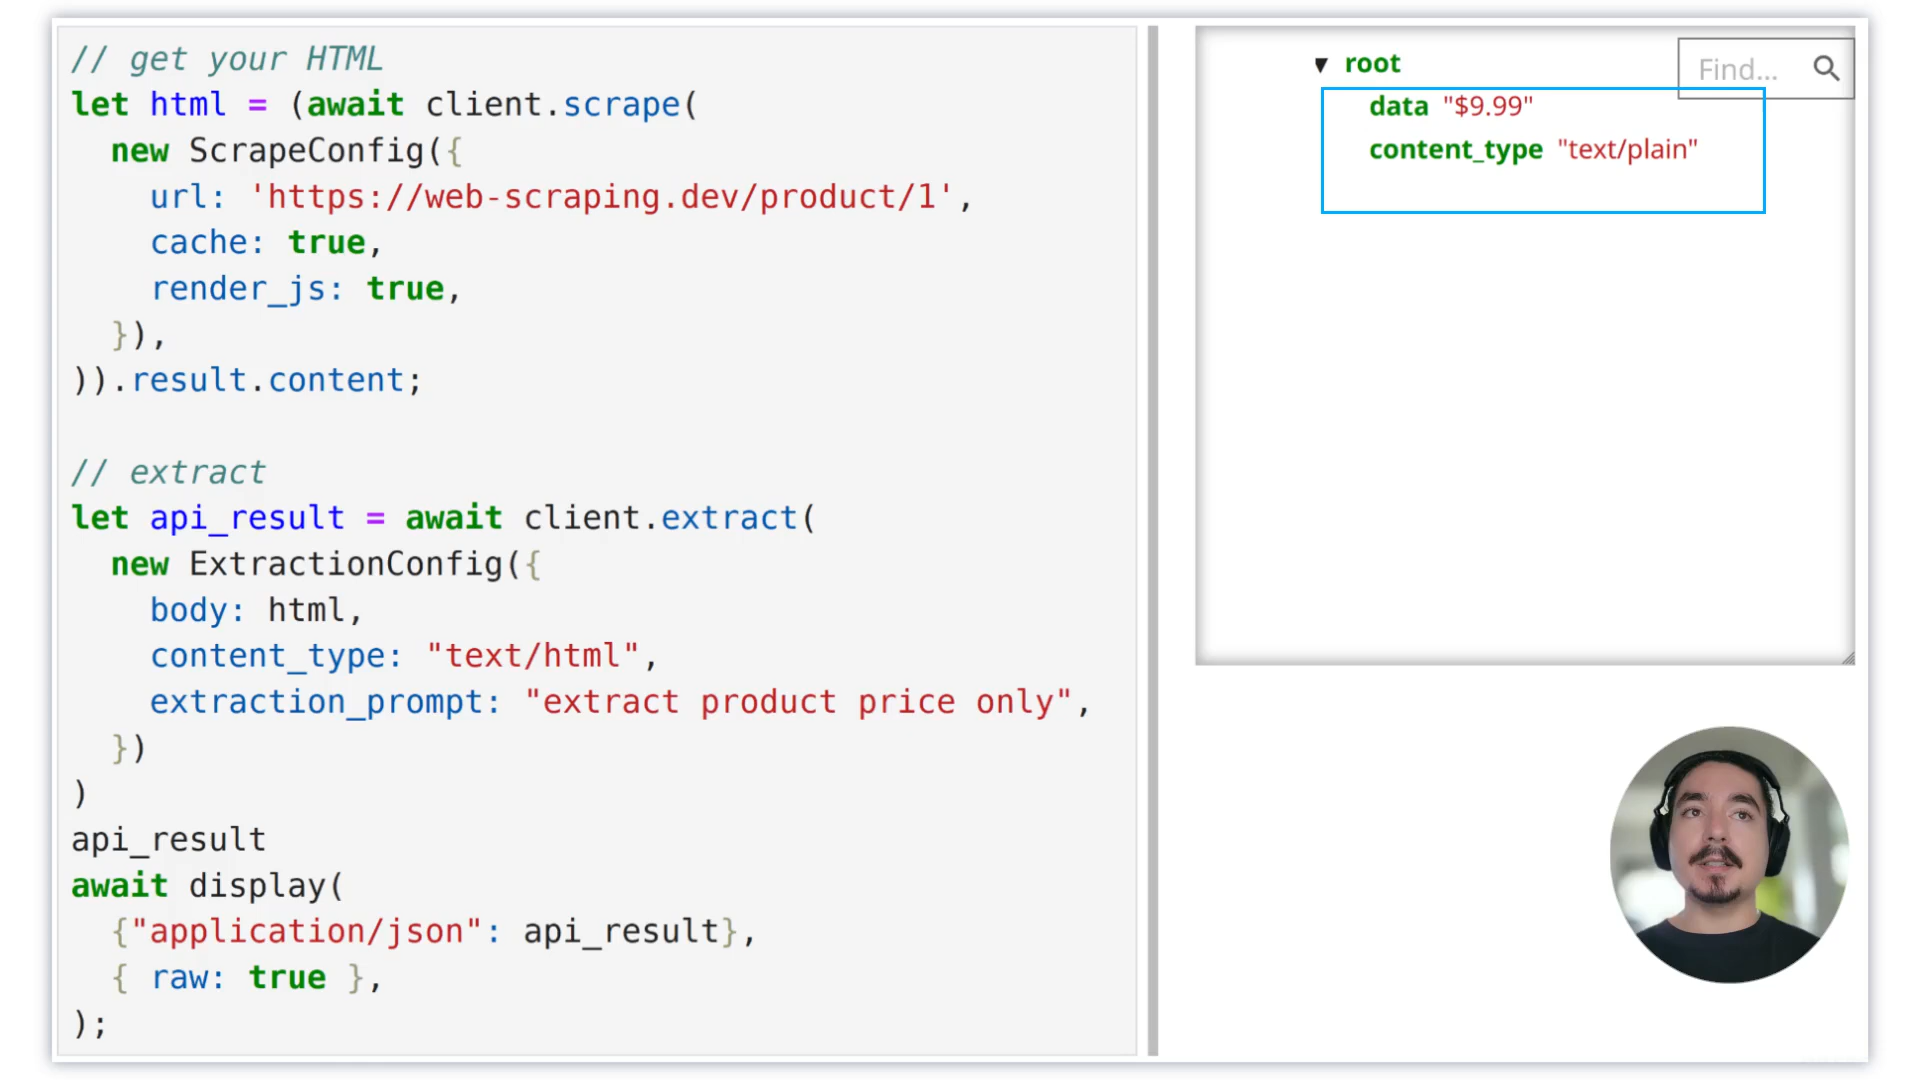 // get your HTML
let html = (await client.scrape(
  new ScrapeConfig({
    url: 'https://web-scraping.dev/product/1',
    cache: true,
    render_js: true,
  }),
)).result.content;

// extract
let api_result = await client.extract(
  new ExtractionConfig({
    body: html,
    content_type: "text/html",
    extraction_prompt: "extract product price only",
  })
)
api_result
await display(
  {"application/json": api_result},
  { raw: true },
);
▼ root
Find...
data "$9.99"
content_type "text/plain"